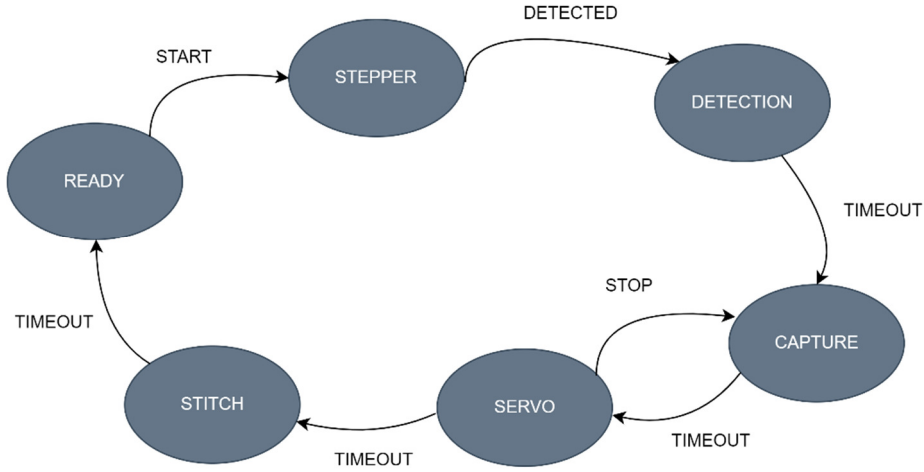 DETECTED
START
STEPPER
DETECTION
READY
TIMEOUT
STOP
TIMEOUT
CAPTURE
STITCH
SERVO
TIMEOUT
TIMEOUT